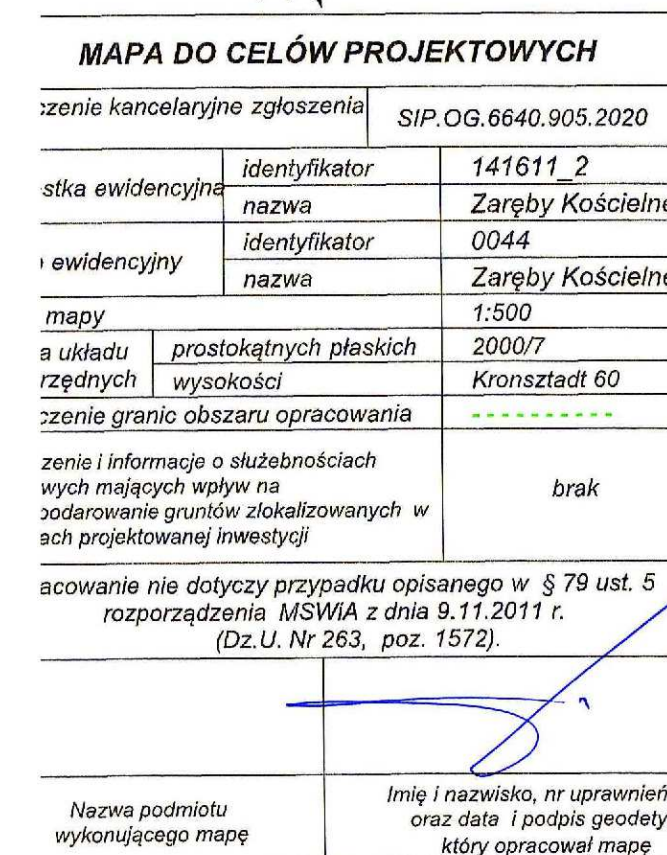 MAPA DO CELÓW PROJEKTOWYCH
czenie kancelaryjne zgłoszenia SIP.OG.6640.905.2020
stka ewidencyjna identyfikator 141611_2
nazwa Zaręby Kościelne
ewidencyjny identyfikator 0044
nazwa Zaręby Kościelne
mapy 1:500
a układu prostokątnych płaskich 2000/7
rzędnych wysokości Kronsztadt 60
czenie granic obszaru opracowania ----------
zenie i informacje o służebnościach
wych mających wpływ na
podarowanie gruntów zlokalizowanych w
ach projektowanej inwestycji
brak
acowanie nie dotyczy przypadku opisanego w § 79 ust. 5
rozporządzenia MSWiA z dnia 9.11.2011 r.
(Dz.U. Nr 263, poz. 1572).
Nazwa podmiotu
wykonującego mapę
Imię i nazwisko, nr uprawnień
oraz data i podpis geodety
który opracował mapę